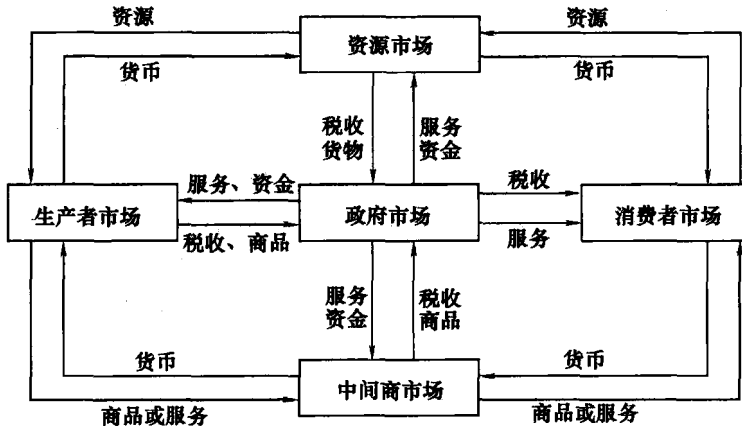 资源
资源
资源市场
货币
货币
税收
货物
服务
资金
服务、资金
税收
生产者市场
政府市场
消费者市场
税收、商品
服务
服务
资金
税收
商品
货币
货币
中间商市场
商品或服务
商品或服务